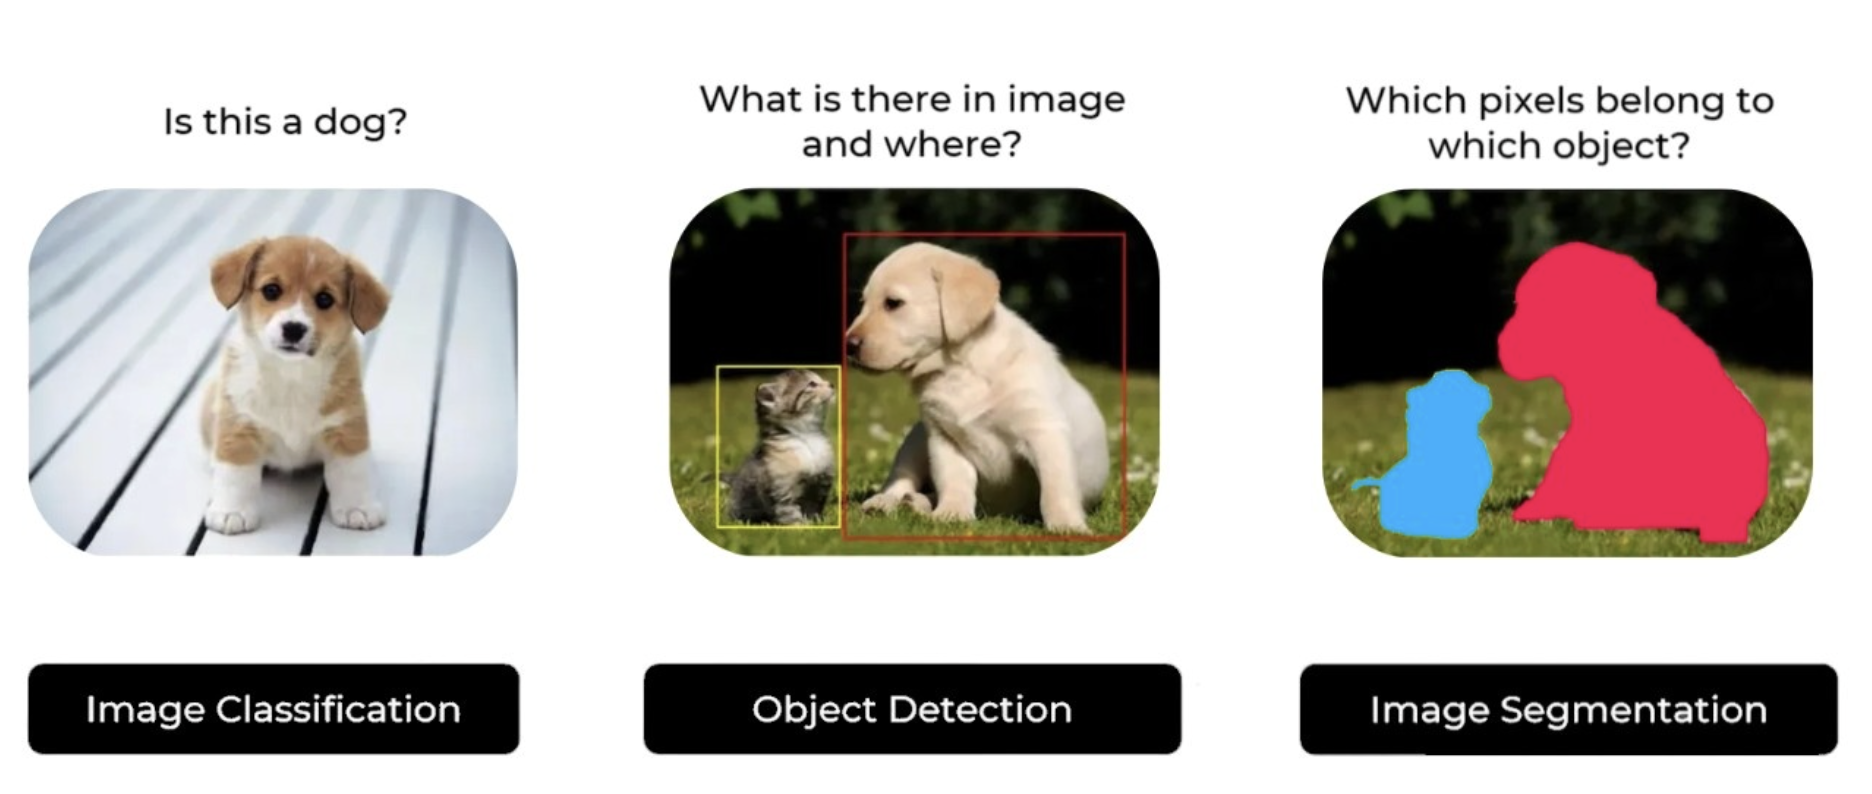 Is this a dog?
What is there in image
and where?
Which pixels belong to
which object?
Image Classification
Object Detection
Image Segmentation